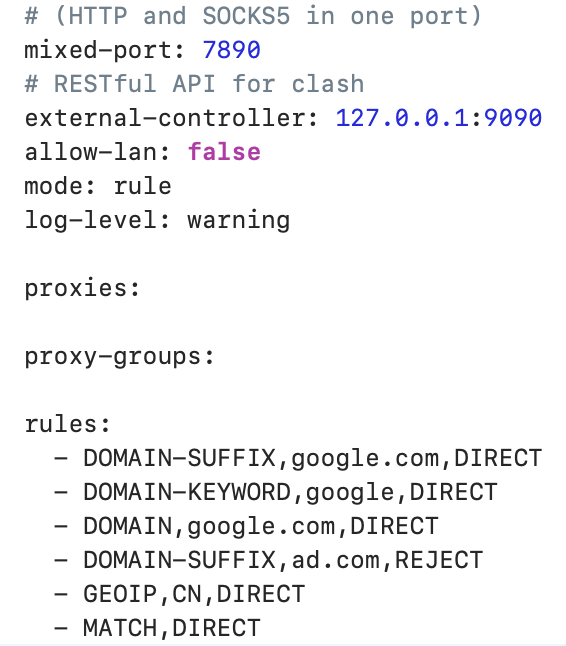 # (HTTP and SOCKS5 in one port)
mixed-port: 7890
# RESTful API for clash
external-controller: 127.0.0.1:9090
allow-lan: false
mode: rule
log-level: warning

proxies:

proxy-groups:

rules:
  - DOMAIN-SUFFIX,google.com,DIRECT
  - DOMAIN-KEYWORD,google,DIRECT
  - DOMAIN,google.com,DIRECT
  - DOMAIN-SUFFIX,ad.com,REJECT
  - GEOIP,CN,DIRECT
  - MATCH,DIRECT